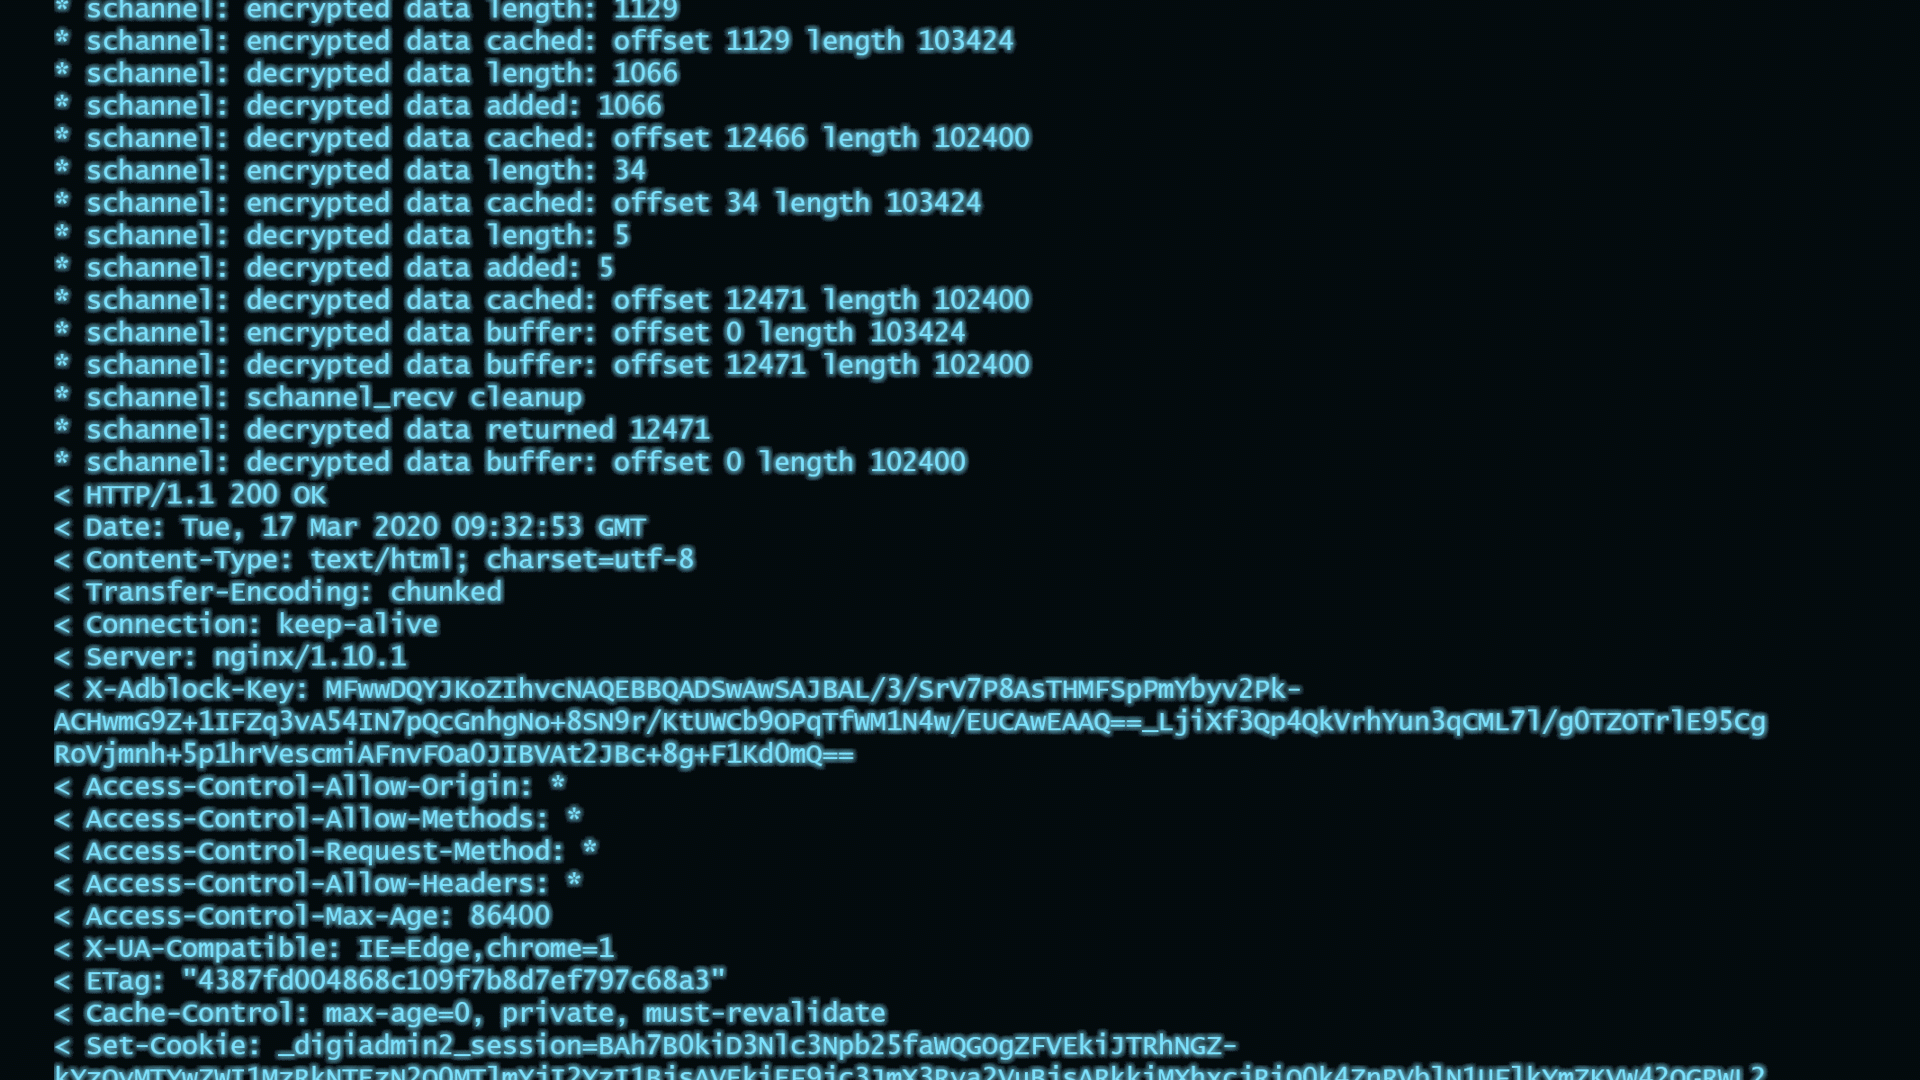 * schannel: encrypted data length: 1129
* schannel: encrypted data cached: offset 1129 length 103424
* schannel: decrypted data length: 1066
* schannel: decrypted data added: 1066
* schannel: decrypted data cached: offset 12466 length 102400
* schannel: encrypted data length: 34
* schannel: encrypted data cached: offset 34 length 103424
* schannel: decrypted data length: 5
* schannel: decrypted data added: 5
* schannel: decrypted data cached: offset 12471 length 102400
* schannel: encrypted data buffer: offset 0 length 103424
* schannel: decrypted data buffer: offset 12471 length 102400
* schannel: schannel_recv cleanup
* schannel: decrypted data returned 12471
* schannel: decrypted data buffer: offset 0 length 102400
< HTTP/1.1 200 OK
< Date: Tue, 17 Mar 2020 09:32:53 GMT
< Content-Type: text/html; charset=utf-8
< Transfer-Encoding: chunked
< Connection: keep-alive
< Server: nginx/1.10.1
< X-Adblock-Key: MFwwDQYJKoZIhvcNAQEBBQADSwAwSAJBAL/3/SrV7P8AsTHMFSpPmYbyv2Pk-
ACHwmG9Z+1IFZq3vA54IN7pQcGnhgNo+8SN9r/KtUWCb9OPqTfWM1N4w/EUCAwEAAQ==_LjiXf3Qp4QkVrhYun3qCML7l/g0TZOTrlE95Cg
RoVjmnh+5p1hrVescmiAFnvFOa0JIBVAt2JBc+8g+F1Kd0mQ==
< Access-Control-Allow-Origin: *
< Access-Control-Allow-Methods: *
< Access-Control-Request-Method: *
< Access-Control-Allow-Headers: *
< Access-Control-Max-Age: 86400
< X-UA-Compatible: IE=Edge,chrome=1
< ETag: "4387fd004868c109f7b8d7ef797c68a3"
< Cache-Control: max-age=0, private, must-revalidate
< Set-Cookie: _digiadmin2_session=BAh7B0kiD3Nlc3Npb25faWQGOgZFVEkiJTRhNGZ-